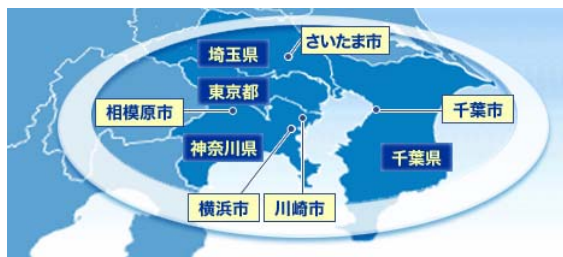 さいたま市
埼玉県
東京都
相模原市
千葉市
神奈川県
千葉県
横浜市
川崎市